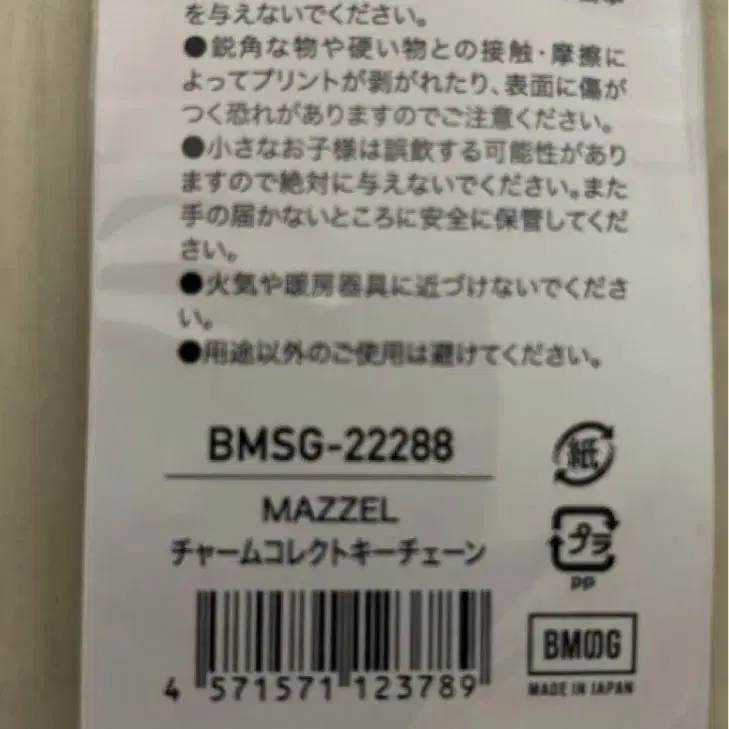 を与えないでください。
●鋭角な物や硬い物との接触・摩擦に
よってプリントが剥がれたり、表面に傷が
つく恐れがありますのでご注意ください。
●小さなお子様は誤飲する可能性があり
ますので絶対に与えないでください。また
手の届かないところに安全に保管してくだ
さい。
●火気や暖房器具に近づけないでくださ
い。
●用途以外のご使用は避けてください。
BMSG-22288
MAZZEL
チャームコレクトキーチェーン
4 571571 123789
紙
プラ
PP
BMSG
MADE IN JAPAN